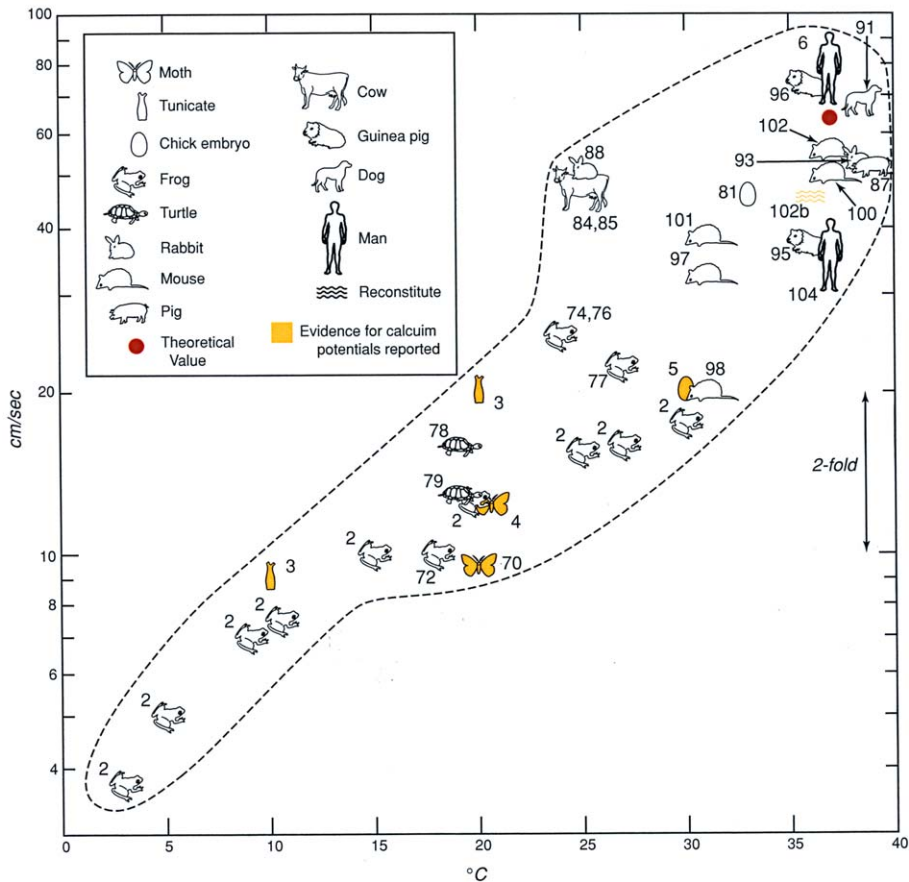 100
80
60
40
20
10
8
6
4
cm/sec
0
5
10
15
20
25
30
35
40
°C
Moth
Tunicate
Chick embryo
Frog
Turtle
Rabbit
Mouse
Pig
Theoretical
Value
Cow
Guinea pig
Dog
Man
Reconstitute
Evidence for calcuim
potentials reported
6
91
96
102
93
87
88
81
102b
100
84,85
101
95
97
104
74,76
77
5
98
3
2
2
2
78
2-fold
79
2
4
2
72
70
3
2
2
2
2